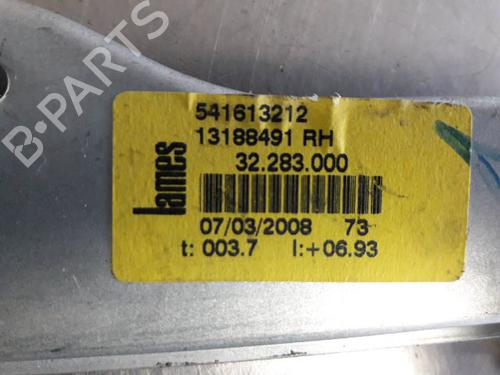 541613212
13188491 RH
32.283.000
lames
07/03/2008 73
t: 003.7 I:+06.93
B-PARTS